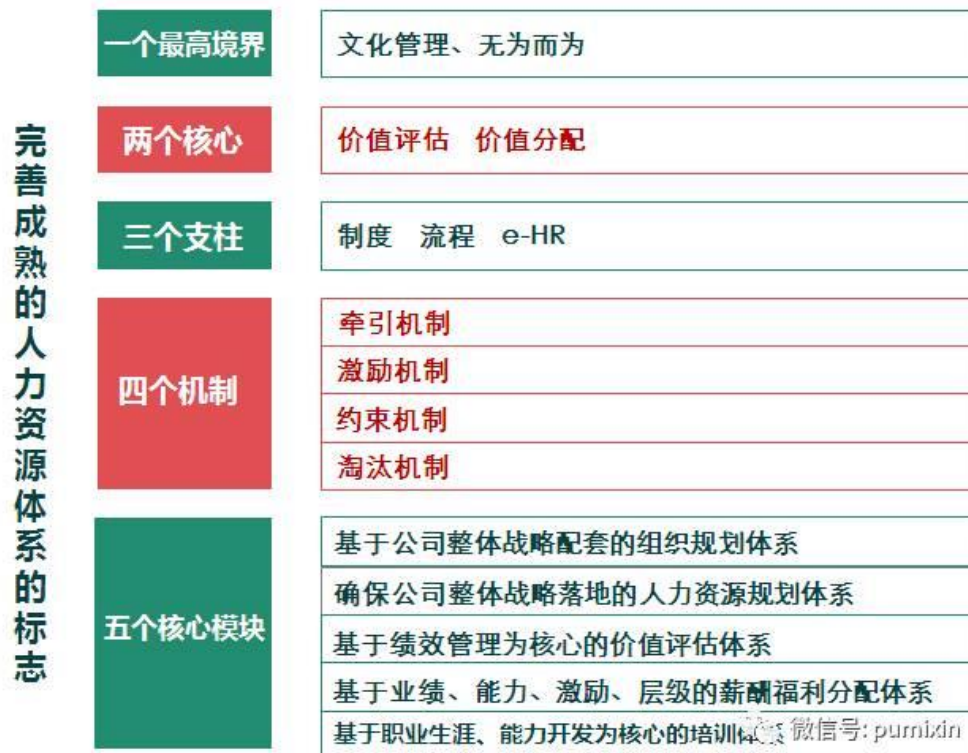 完善成熟的人力资源体系的标志
一个最高境界
文化管理、无为而为
两个核心
价值评估 价值分配
三个支柱
制度 流程 e-HR
四个机制
牵引机制
激励机制
约束机制
淘汰机制
五个核心模块
基于公司整体战略配套的组织规划体系
确保公司整体战略落地的人力资源规划体系
基于绩效管理为核心的价值评估体系
基于业绩、能力、激励、层级的薪酬福利分配体系
基于职业生涯、能力开发为核心的培训体系
微信号: pumixin